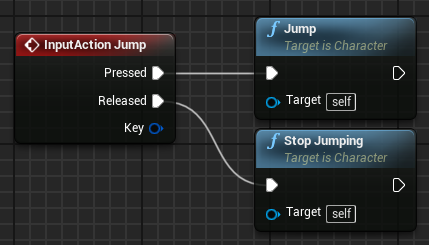 InputAction Jump
Pressed
Released
Key
f Jump
Target is Character
Target self
f Stop Jumping
Target is Character
Target self